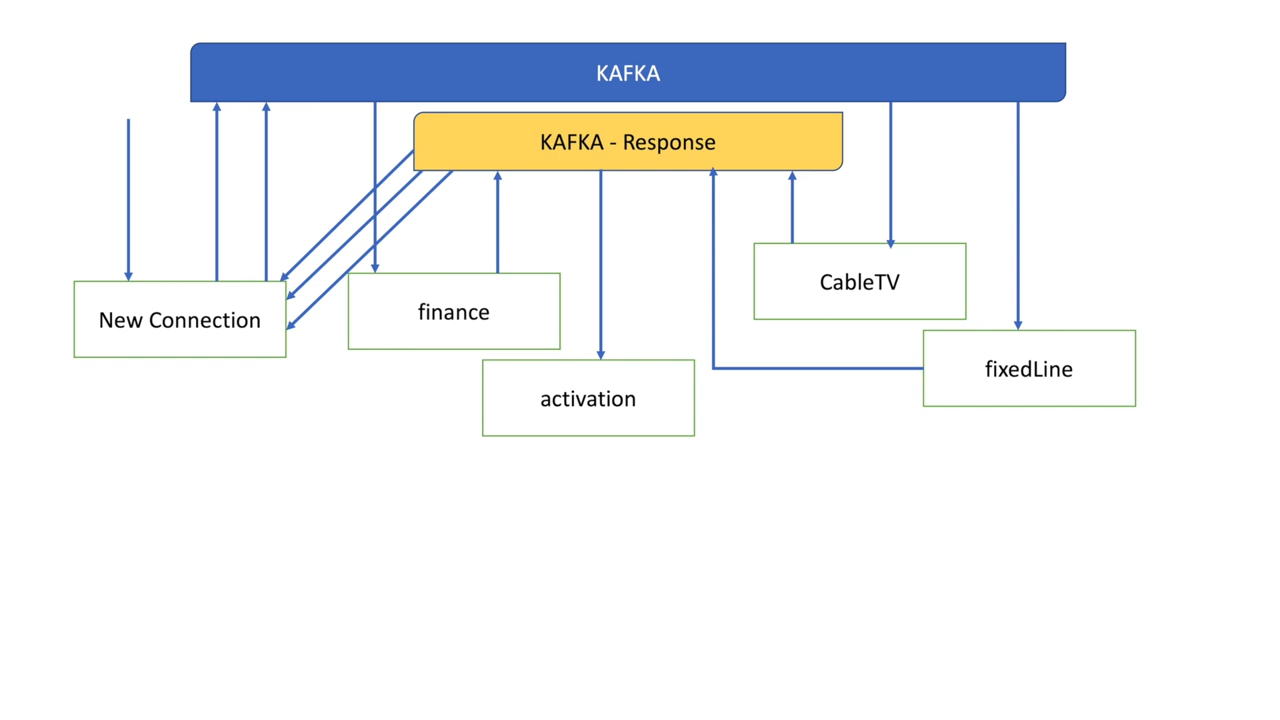 KAFKA
KAFKA - Response
New Connection
finance
activation
CableTV
fixedLine